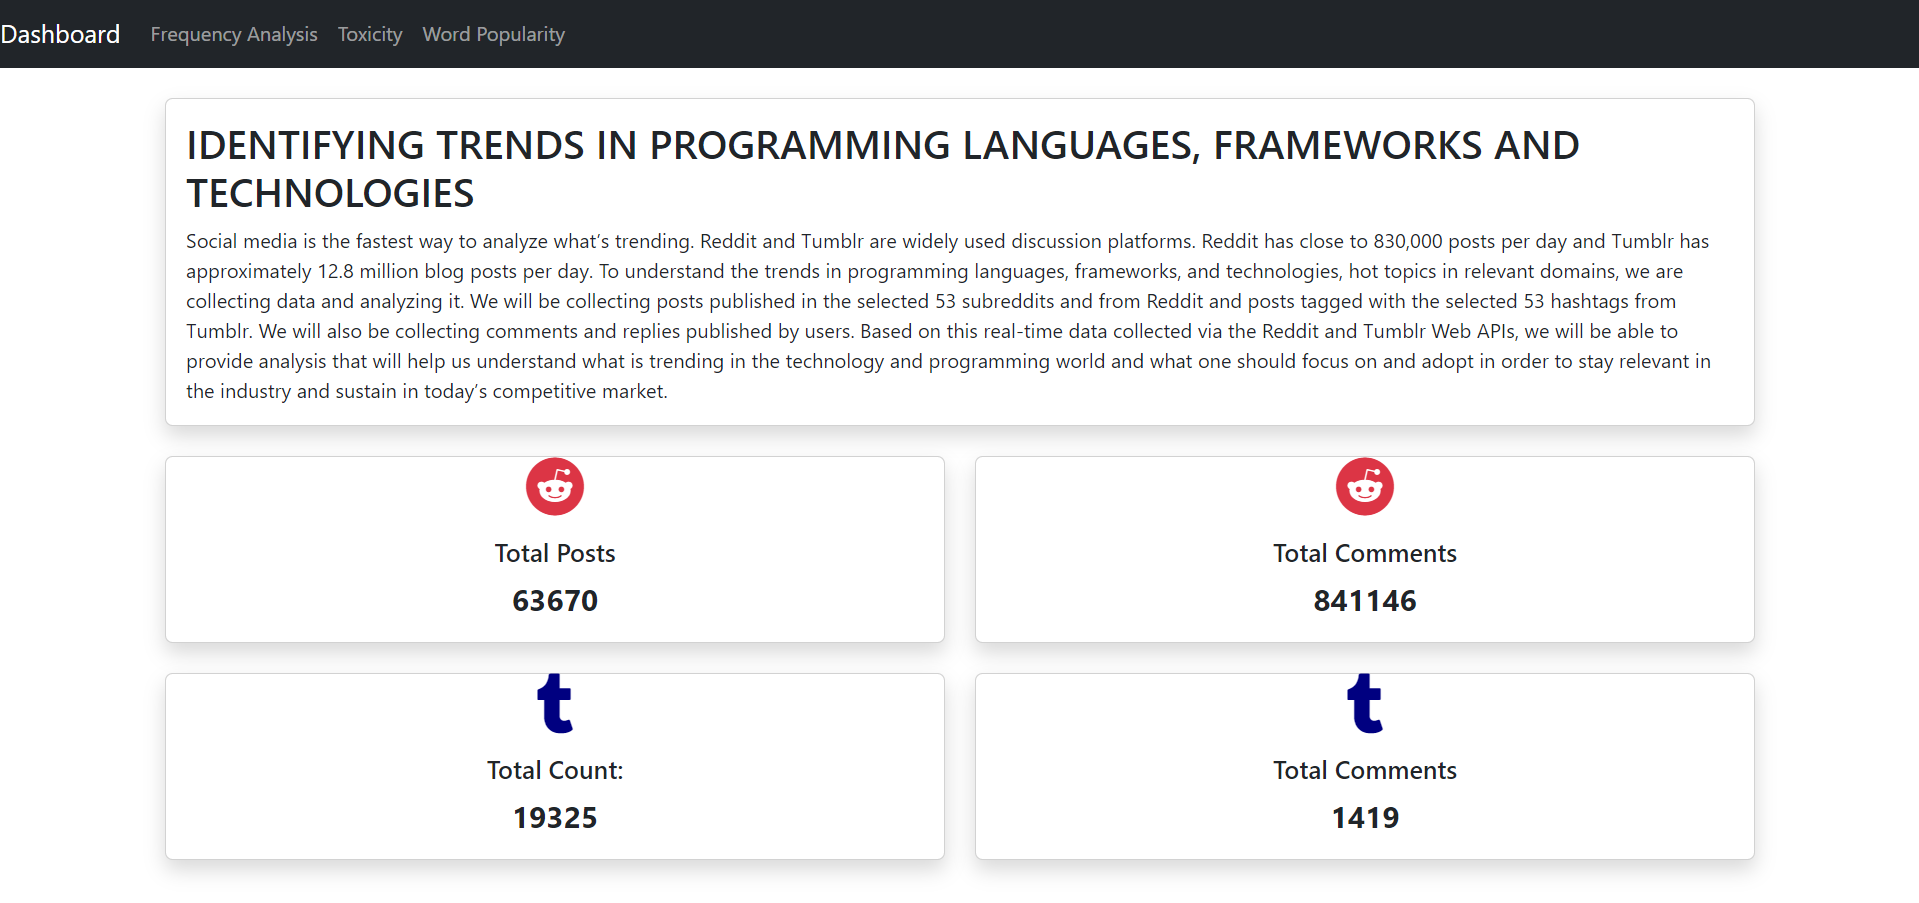 Dashboard Frequency Analysis Toxicity Word Popularity
IDENTIFYING TRENDS IN PROGRAMMING LANGUAGES, FRAMEWORKS AND
TECHNOLOGIES
Social media is the fastest way to analyze what’s trending. Reddit and Tumblr are widely used discussion platforms. Reddit has close to 830,000 posts per day and Tumblr has
approximately 12.8 million blog posts per day. To understand the trends in programming languages, frameworks, and technologies, hot topics in relevant domains, we are
collecting data and analyzing it. We will be collecting posts published in the selected 53 subreddits and from Reddit and posts tagged with the selected 53 hashtags from
Tumblr. We will also be collecting comments and replies published by users. Based on this real-time data collected via the Reddit and Tumblr Web APIs, we will be able to
provide analysis that will help us understand what is trending in the technology and programming world and what one should focus on and adopt in order to stay relevant in
the industry and sustain in today’s competitive market.
Total Posts
63670
Total Comments
841146
t
Total Count:
19325
t
Total Comments
1419